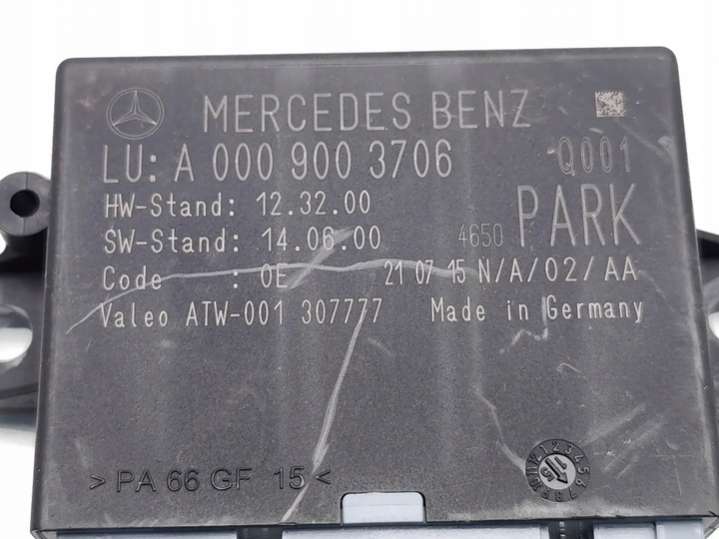 MERCEDES BENZ
LU: A 000 900 3706 Q001
HW-Stand: 12.32.00
SW-Stand: 14.06.00 4650 PARK
Code : 0E 21 07 15 N/A/02/AA
Valeo ATW-001 307777 Made in Germany
>PA 66 GF 15<